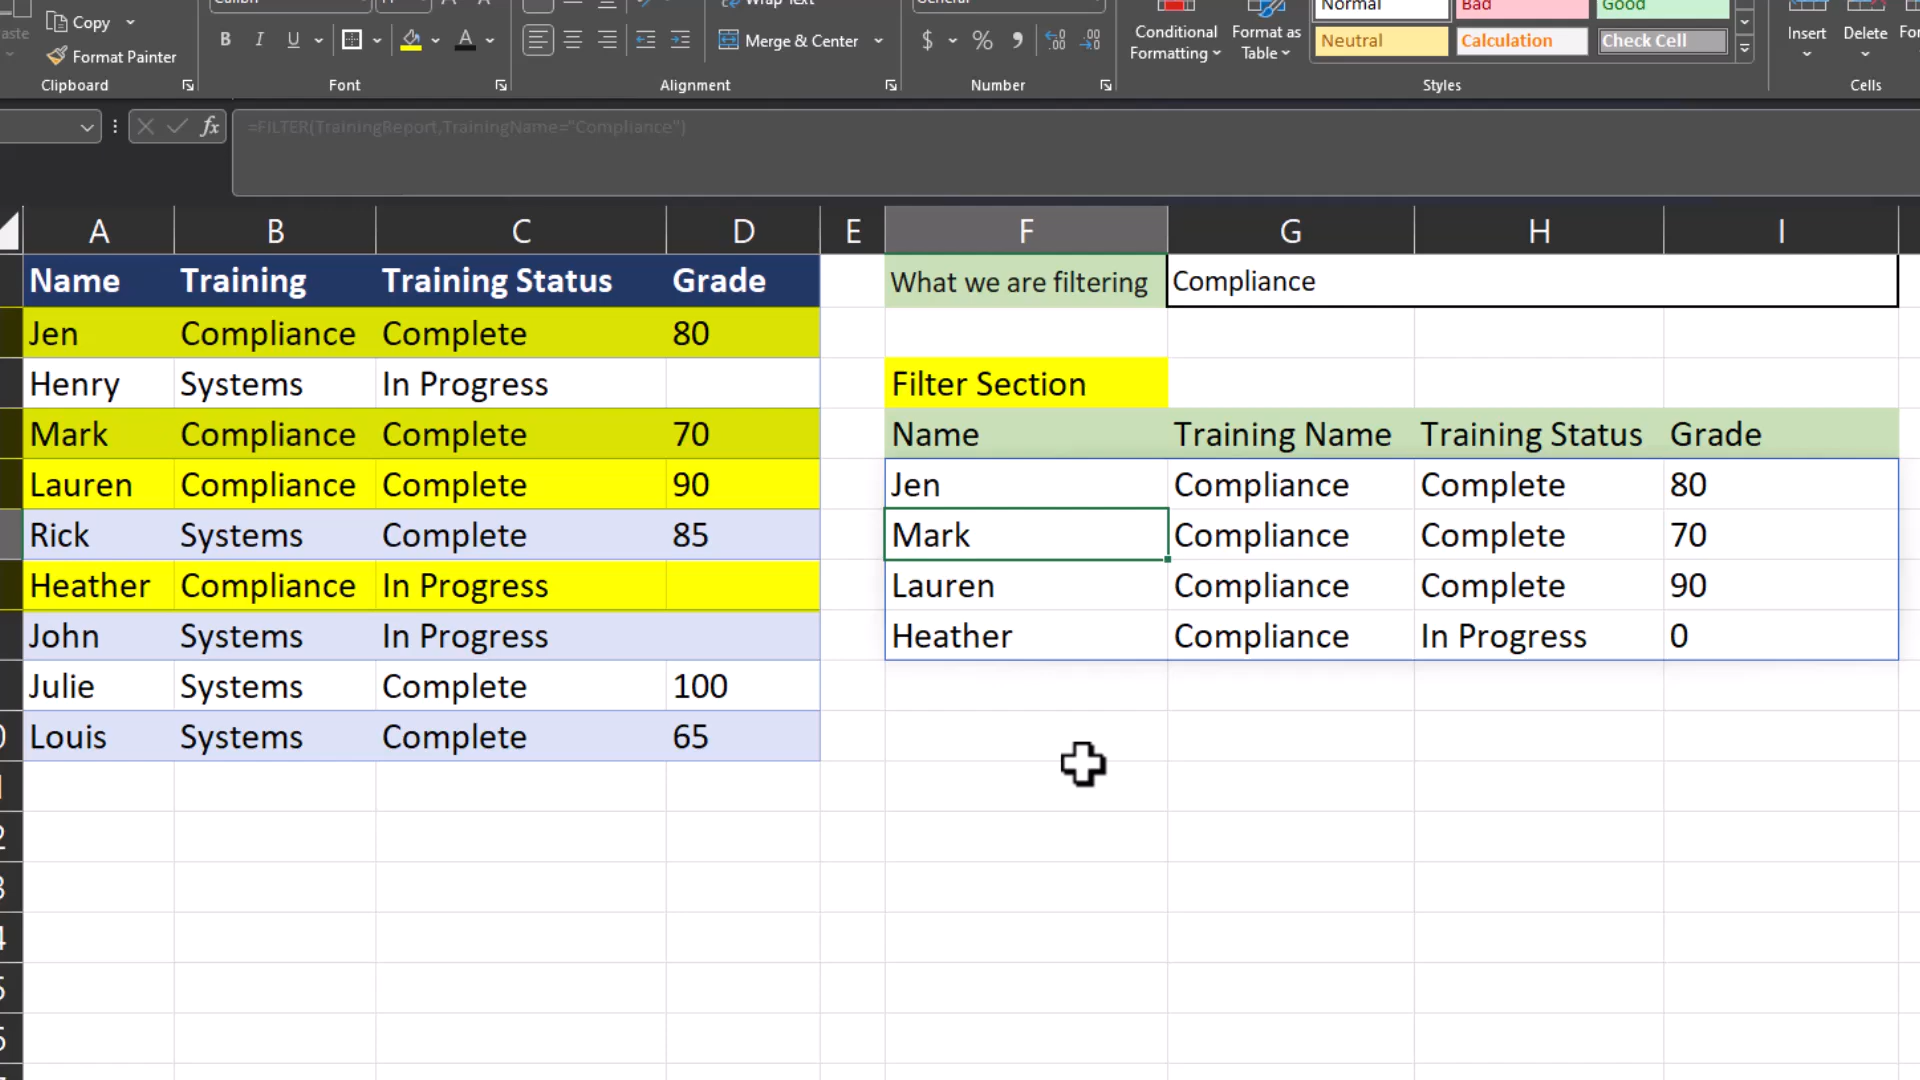 Copy
Format Painter
Clipboard
B I U
Font
Merge & Center
Alignment
$ % 9
Number
Conditional Formatting
Format as Table
Normal Bad Good
Neutral Calculation Check Cell
Styles
Insert Delete
Cells
fx =FILTER(TrainingReport,TrainingName="Compliance")
A B C D E F G H I
Name Training Training Status Grade What we are filtering Compliance
Jen Compliance Complete 80
Henry Systems In Progress Filter Section
Mark Compliance Complete 70 Name Training Name Training Status Grade
Lauren Compliance Complete 90 Jen Compliance Complete 80
Rick Systems Complete 85 Mark Compliance Complete 70
Heather Compliance In Progress Lauren Compliance Complete 90
John Systems In Progress Heather Compliance In Progress 0
Julie Systems Complete 100
Louis Systems Complete 65